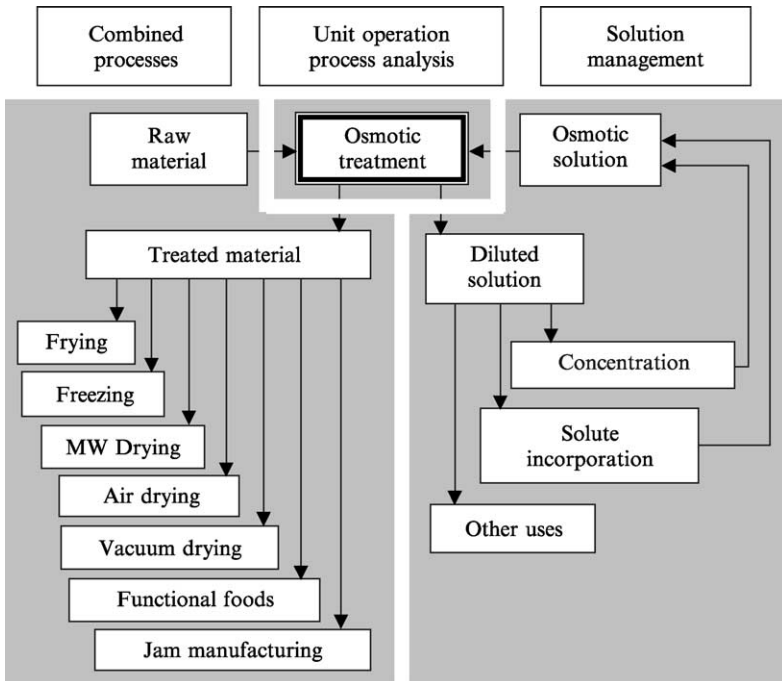 Combined
processes
Unit operation
process analysis
Solution
management
Raw
material
Osmotic
treatment
Osmotic
solution
Treated material
Diluted
solution
Frying
Freezing
MW Drying
Air drying
Vacuum drying
Functional foods
Jam manufacturing
Concentration
Solute
incorporation
Other uses